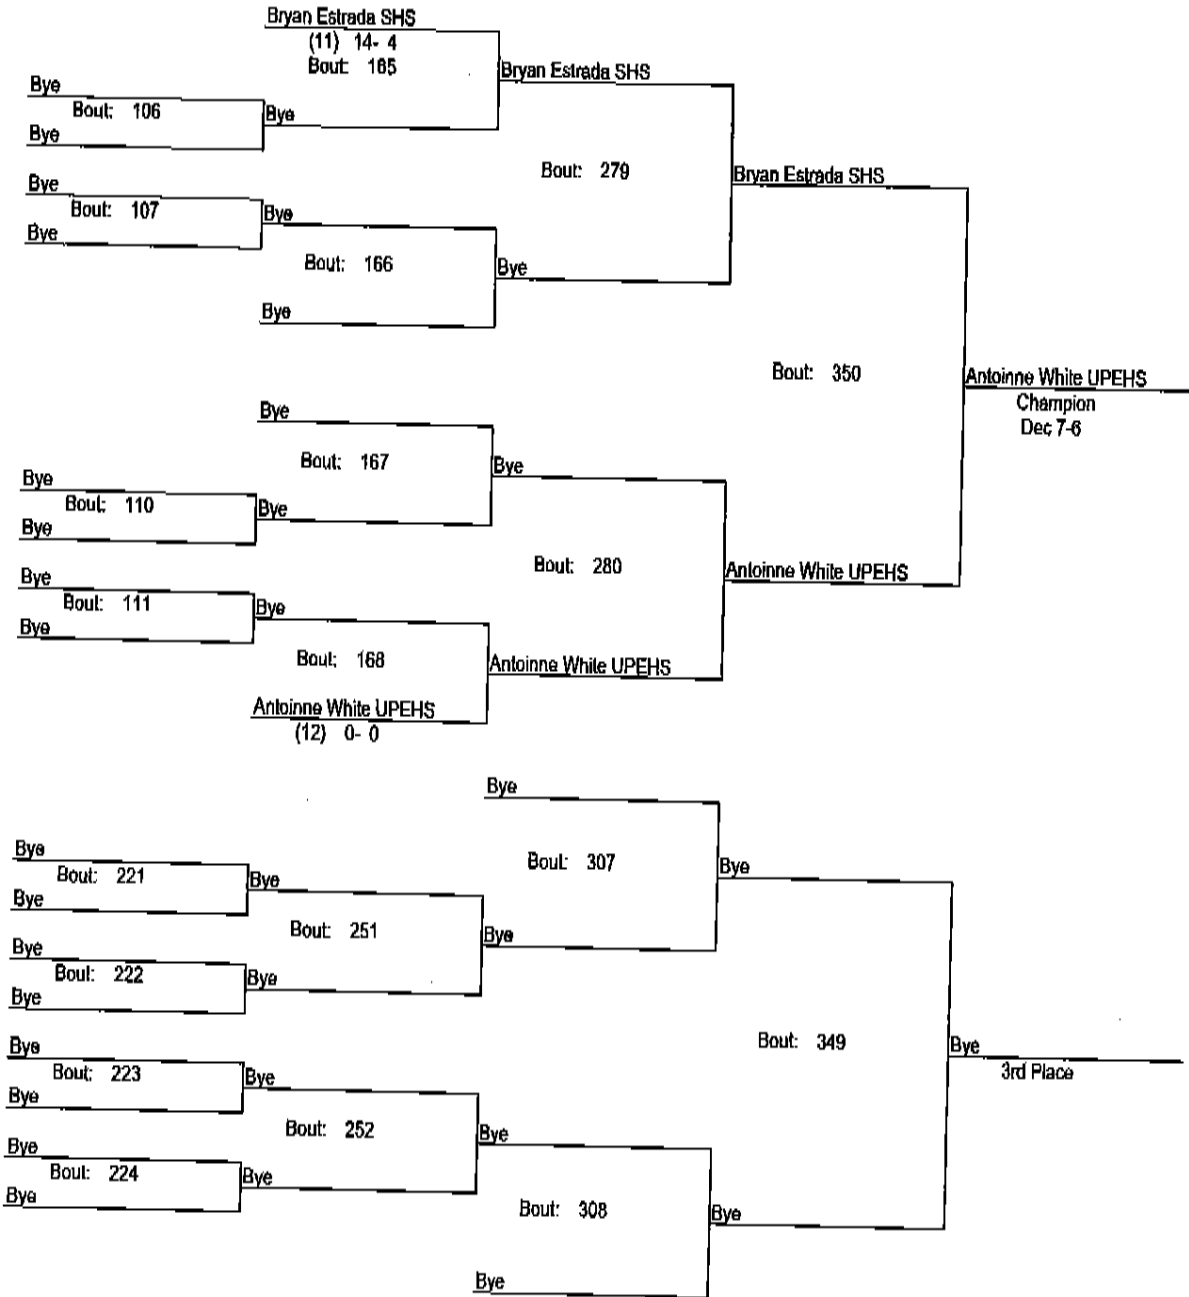 Bryan Estrada SHS
(11) 14- 4
Bout: 165
Bryan Estrada SHS
Bye
Bout: 106
Bye
Bye
Bout: 279
Bryan Estrada SHS
Bye
Bout: 107
Bye
Bye
Bout: 166
Bye
Bye
Bout: 350
Antoinne White UPEHS
Champion
Dec 7-6
Bye
Bout: 167
Bye
Bye
Bout: 110
Bye
Bye
Bout: 280
Antoinne White UPEHS
Bye
Bout: 111
Bye
Bye
Bout: 168
Antoinne White UPEHS
Antoinne White UPEHS
(12) 0- 0
Bye
Bout: 307
Bye
Bye
Bout: 221
Bye
Bye
Bout: 251
Bye
Bye
Bout: 222
Bye
Bye
Bout: 349
Bye
3rd Place
Bye
Bout: 223
Bye
Bye
Bout: 252
Bye
Bye
Bout: 224
Bye
Bye
Bout: 308
Bye
Bye